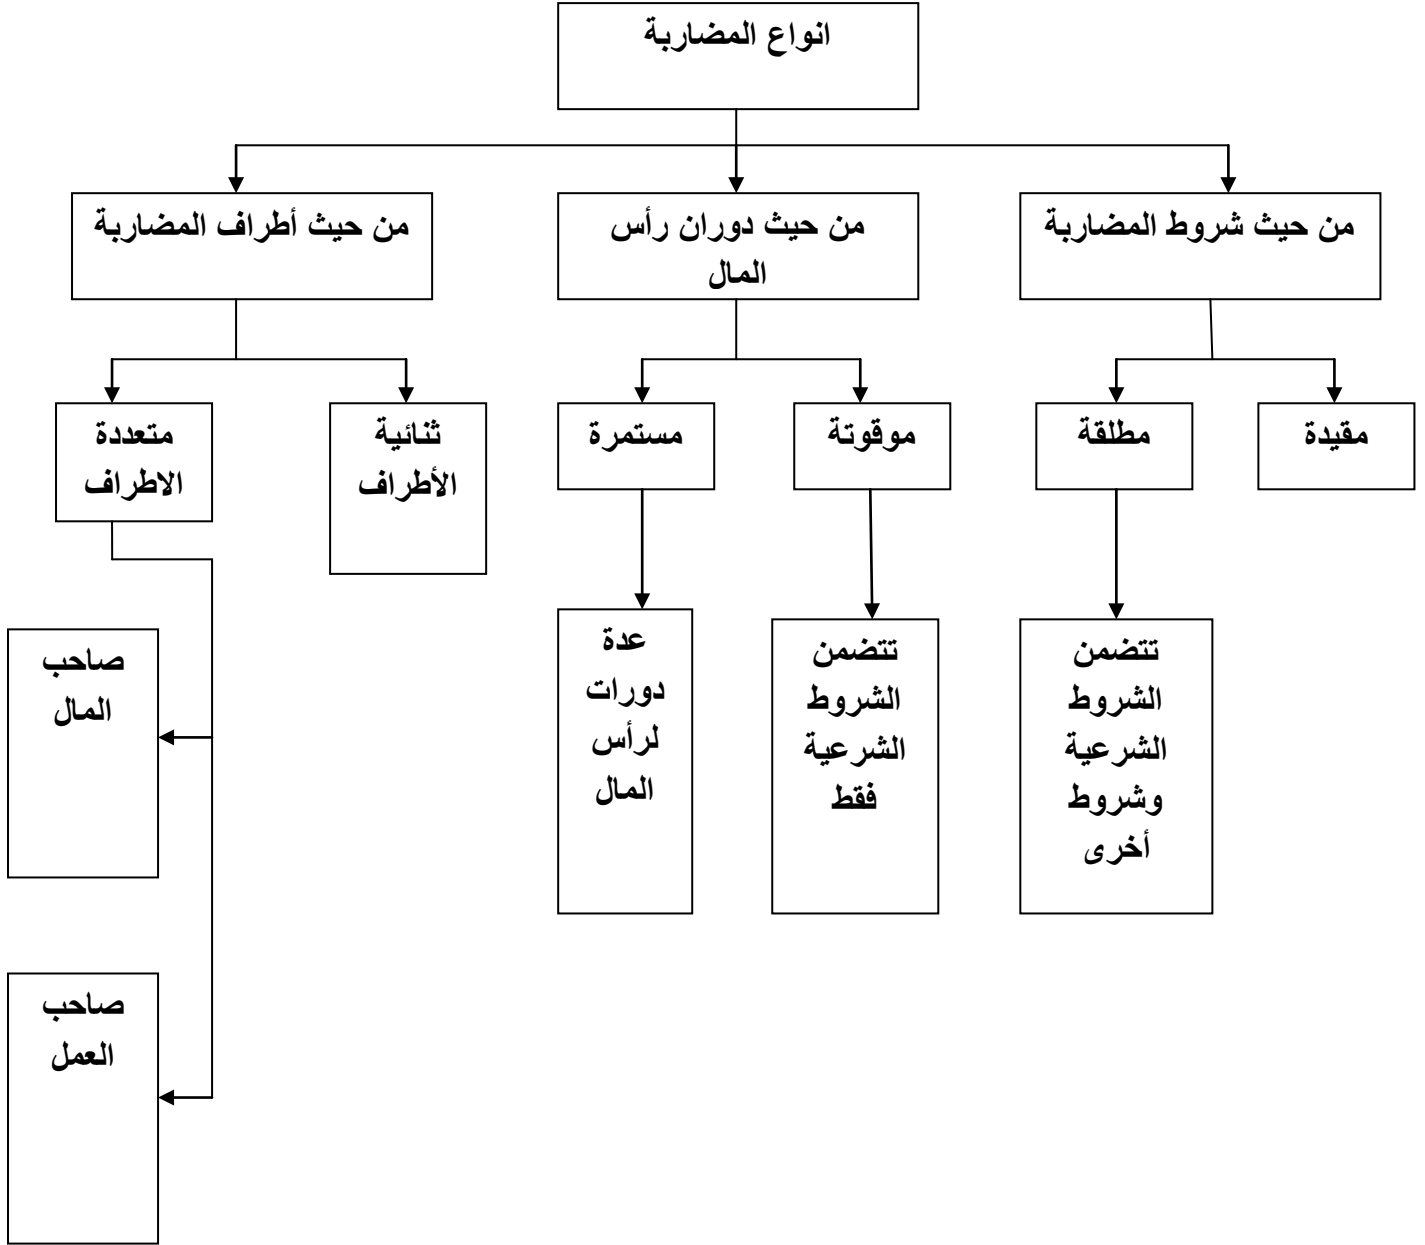 انواع المضاربة
من حيث شروط المضاربة
من حيث دوران رأس
المال
من حيث أطراف المضاربة
مقيدة
مطلقة
موقوتة
مستمرة
ثنائية
الأطراف
متعددة
الاطراف
تتضمن
الشروط
الشرعية
وشروط
أخرى
تتضمن
الشروط
الشرعية
فقط
عدة
دورات
لرأس
المال
صاحب
المال
صاحب
العمل